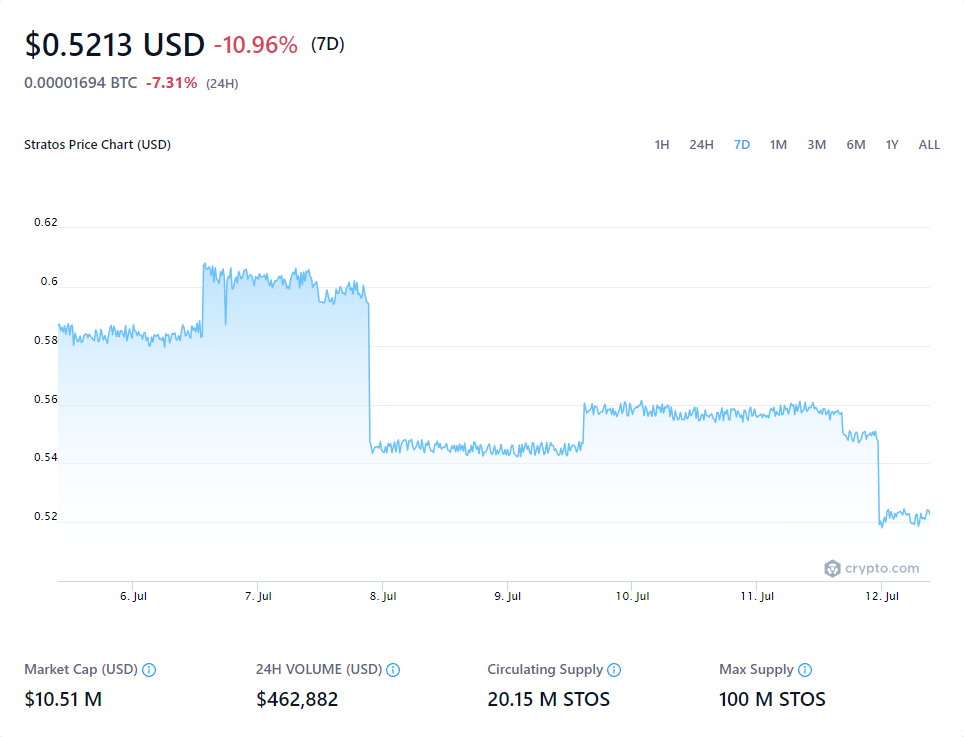 $0.5213 USD -10.96% (7D)
0.00001694 BTC -7.31% (24H)
Stratos Price Chart (USD) 1H 24H 7D 1M 3M 6M 1Y ALL
0.62
0.6
0.58
0.56
0.54
0.52
crypto.com
6. Jul 7. Jul 8. Jul 9. Jul 10. Jul 11. Jul 12. Jul
Market Cap (USD) 24H VOLUME (USD) Circulating Supply Max Supply
$10.51 M $462,882 20.15 M STOS 100 M STOS